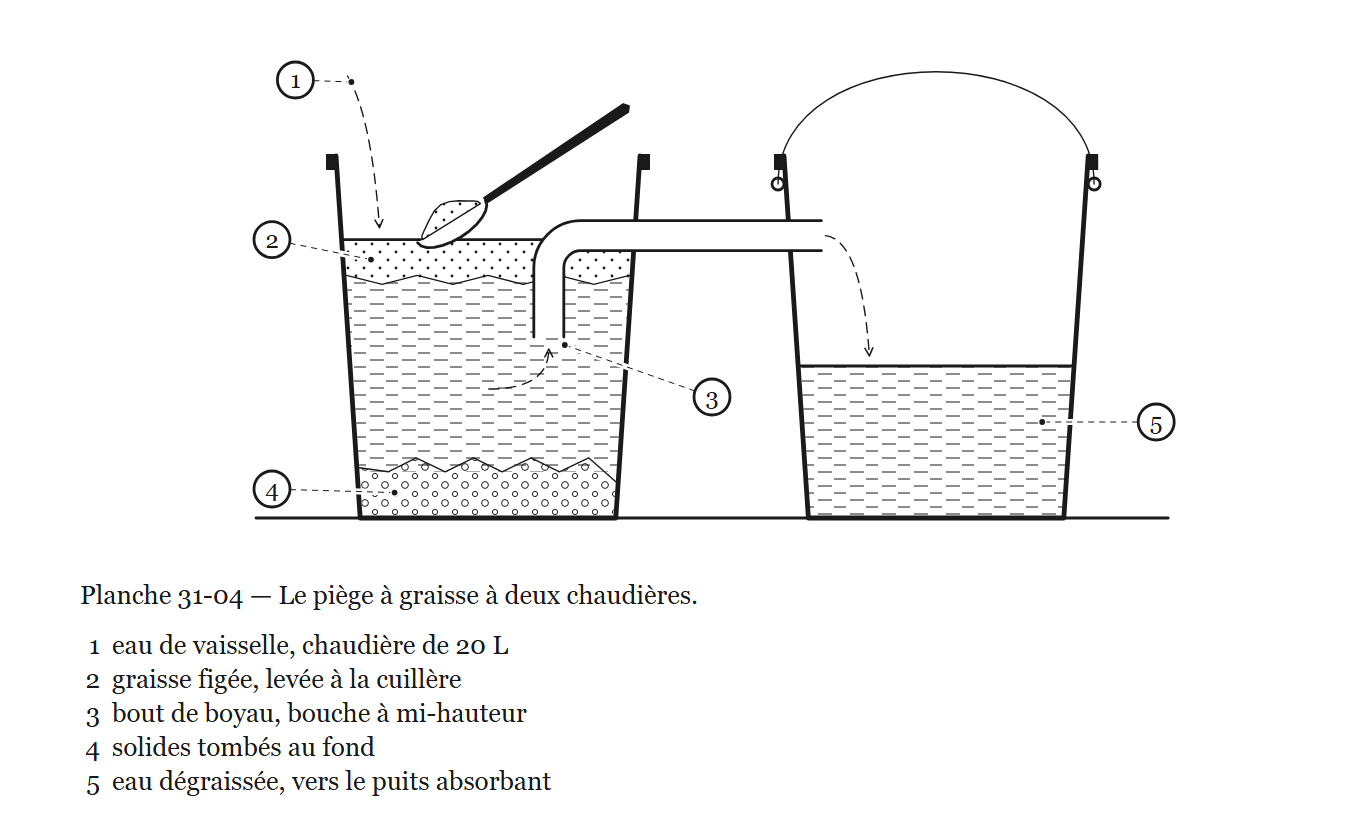 1
2
3
4
5
Planche 31-04 — Le piège à graisse à deux chaudières.
1 eau de vaisselle, chaudière de 20 L
2 graisse figée, levée à la cuillère
3 bout de boyau, bouche à mi-hauteur
4 solides tombés au fond
5 eau dégraissée, vers le puits absorbant